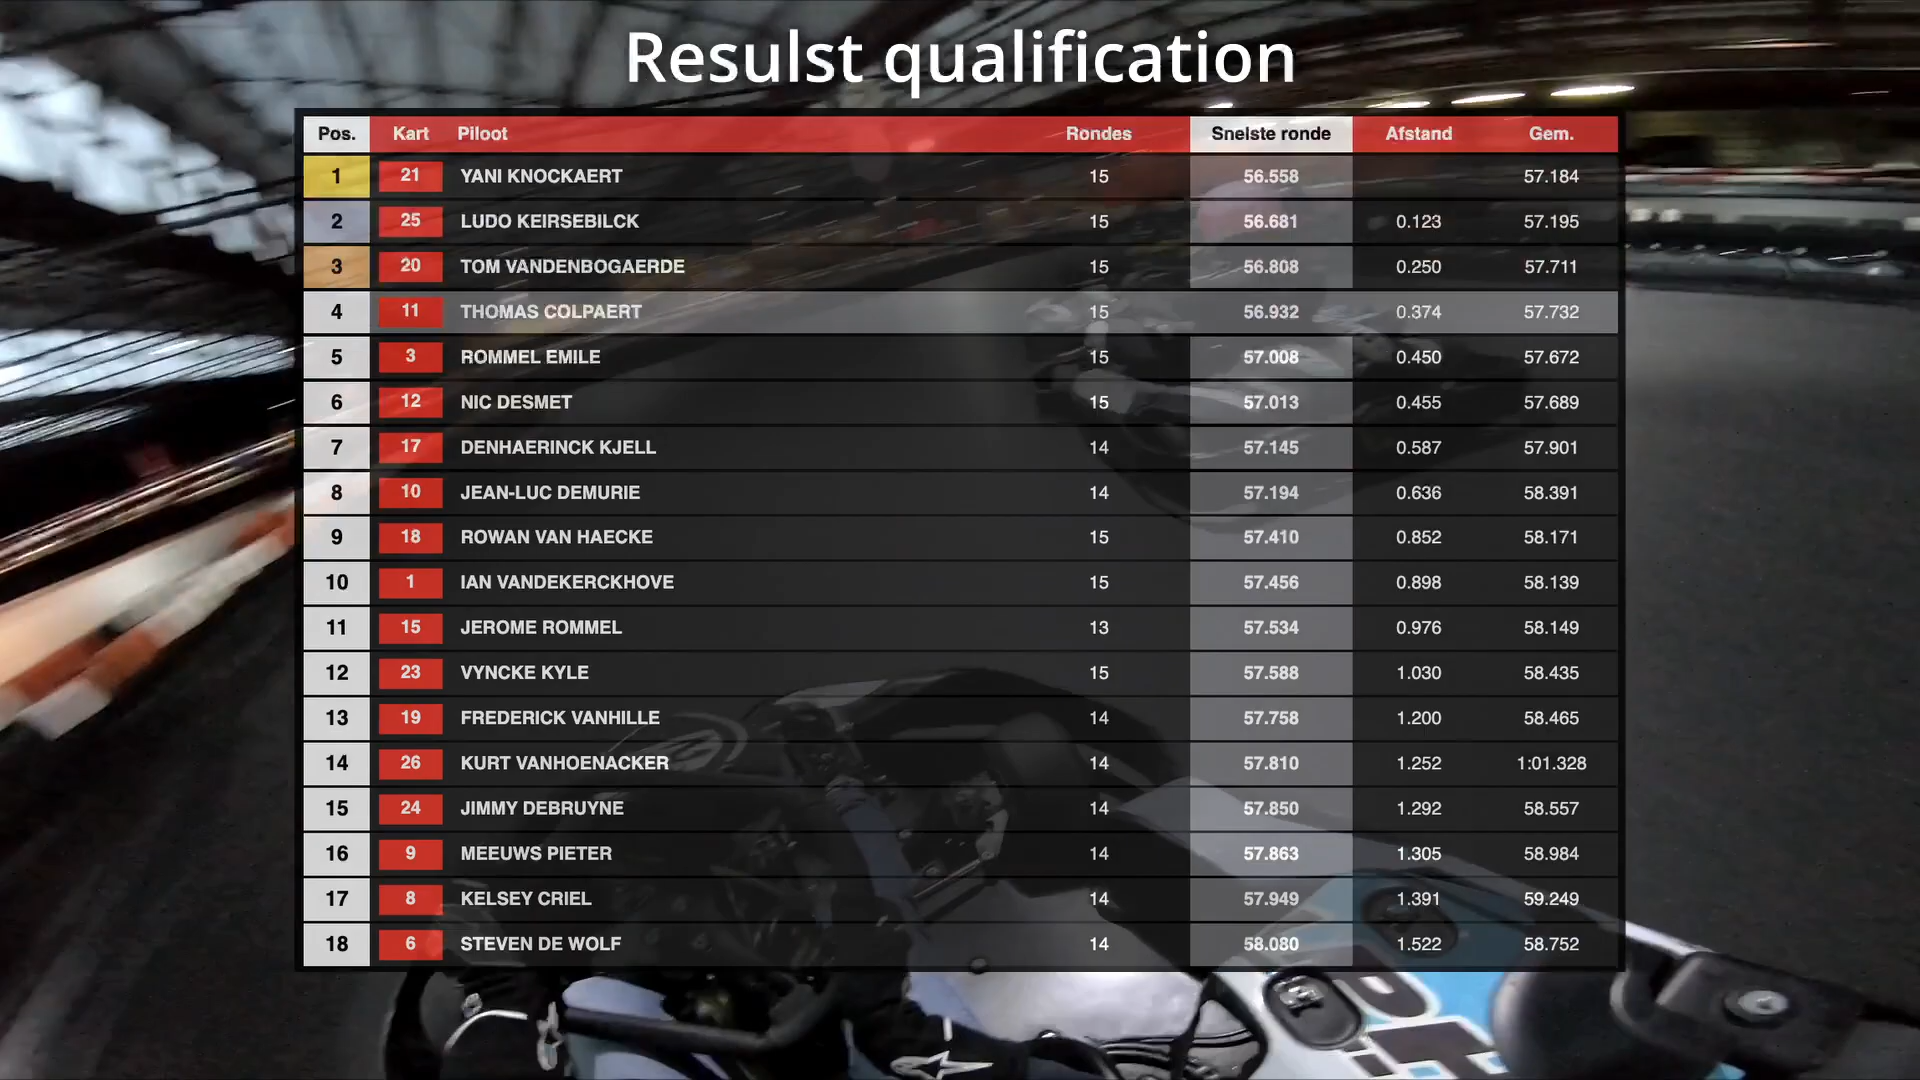 Resulst qualification
Pos. Kart Piloot Rondes Snelste ronde Afstand Gem.
1 21 YANI KNOCKAERT 15 56.558 57.184
2 25 LUDO KEIRSEBILCK 15 56.681 0.123 57.195
3 20 TOM VANDENBOGAERDE 15 56.808 0.250 57.711
4 11 THOMAS COLPAERT 15 56.932 0.374 57.732
5 3 ROMMEL EMILE 15 57.008 0.450 57.672
6 12 NIC DESMET 15 57.013 0.455 57.689
7 17 DENHAERINCK KJELL 14 57.145 0.587 57.901
8 10 JEAN-LUC DEMURIE 14 57.194 0.636 58.391
9 18 ROWAN VAN HAECKE 15 57.410 0.852 58.171
10 1 IAN VANDEKERCKHOVE 15 57.456 0.898 58.139
11 15 JEROME ROMMEL 13 57.534 0.976 58.149
12 23 VYNCKE KYLE 15 57.588 1.030 58.435
13 19 FREDERICK VANHILLE 14 57.758 1.200 58.465
14 26 KURT VANHOENACKER 14 57.810 1.252 1:01.328
15 24 JIMMY DEBRUYNE 14 57.850 1.292 58.557
16 9 MEEUWS PIETER 14 57.863 1.305 58.984
17 8 KELSEY CRIEL 14 57.949 1.391 59.249
18 6 STEVEN DE WOLF 14 58.080 1.522 58.752